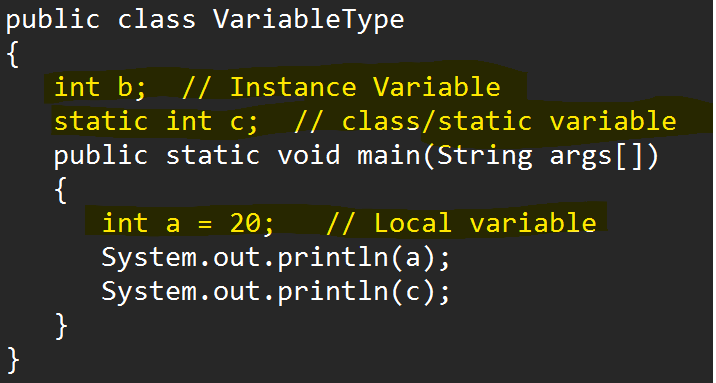 public class VariableType
{
int b;  // Instance Variable
static int c;  // class/static variable
public static void main(String args[])
{
int a = 20;   // Local variable
System.out.println(a);
System.out.println(c);
}
}